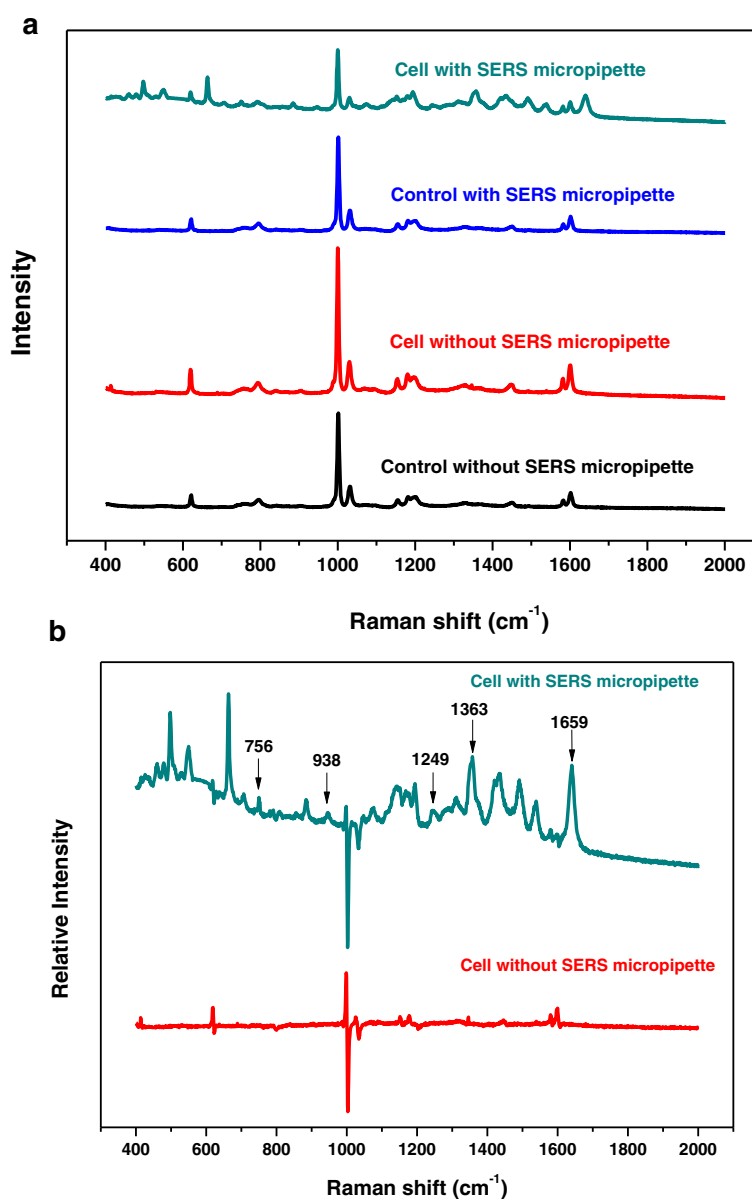 a
Cell with SERS micropipette
Control with SERS micropipette
Cell without SERS micropipette
Control without SERS micropipette
Intensity
400 600 800 1000 1200 1400 1600 1800 2000
Raman shift (cm⁻¹)
b
Cell with SERS micropipette
1363
1659
756
938
1249
Cell without SERS micropipette
Relative Intensity
400 600 800 1000 1200 1400 1600 1800 2000
Raman shift (cm⁻¹)